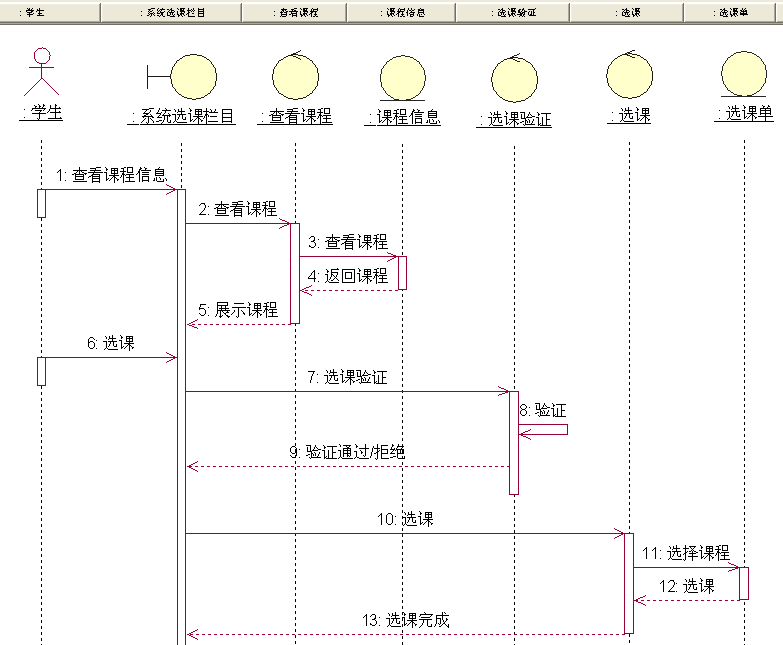 : 学生
: 系统选课栏目
: 查看课程
: 课程信息
: 选课验证
: 选课
: 选课单
: 学生
: 系统选课栏目
: 查看课程
: 课程信息
: 选课验证
: 选课
: 选课单
1: 查看课程信息
2: 查看课程
3: 查看课程
4: 返回课程
5: 展示课程
6: 选课
7: 选课验证
8: 验证
9: 验证通过/拒绝
10: 选课
11: 选择课程
12: 选课
13: 选课完成